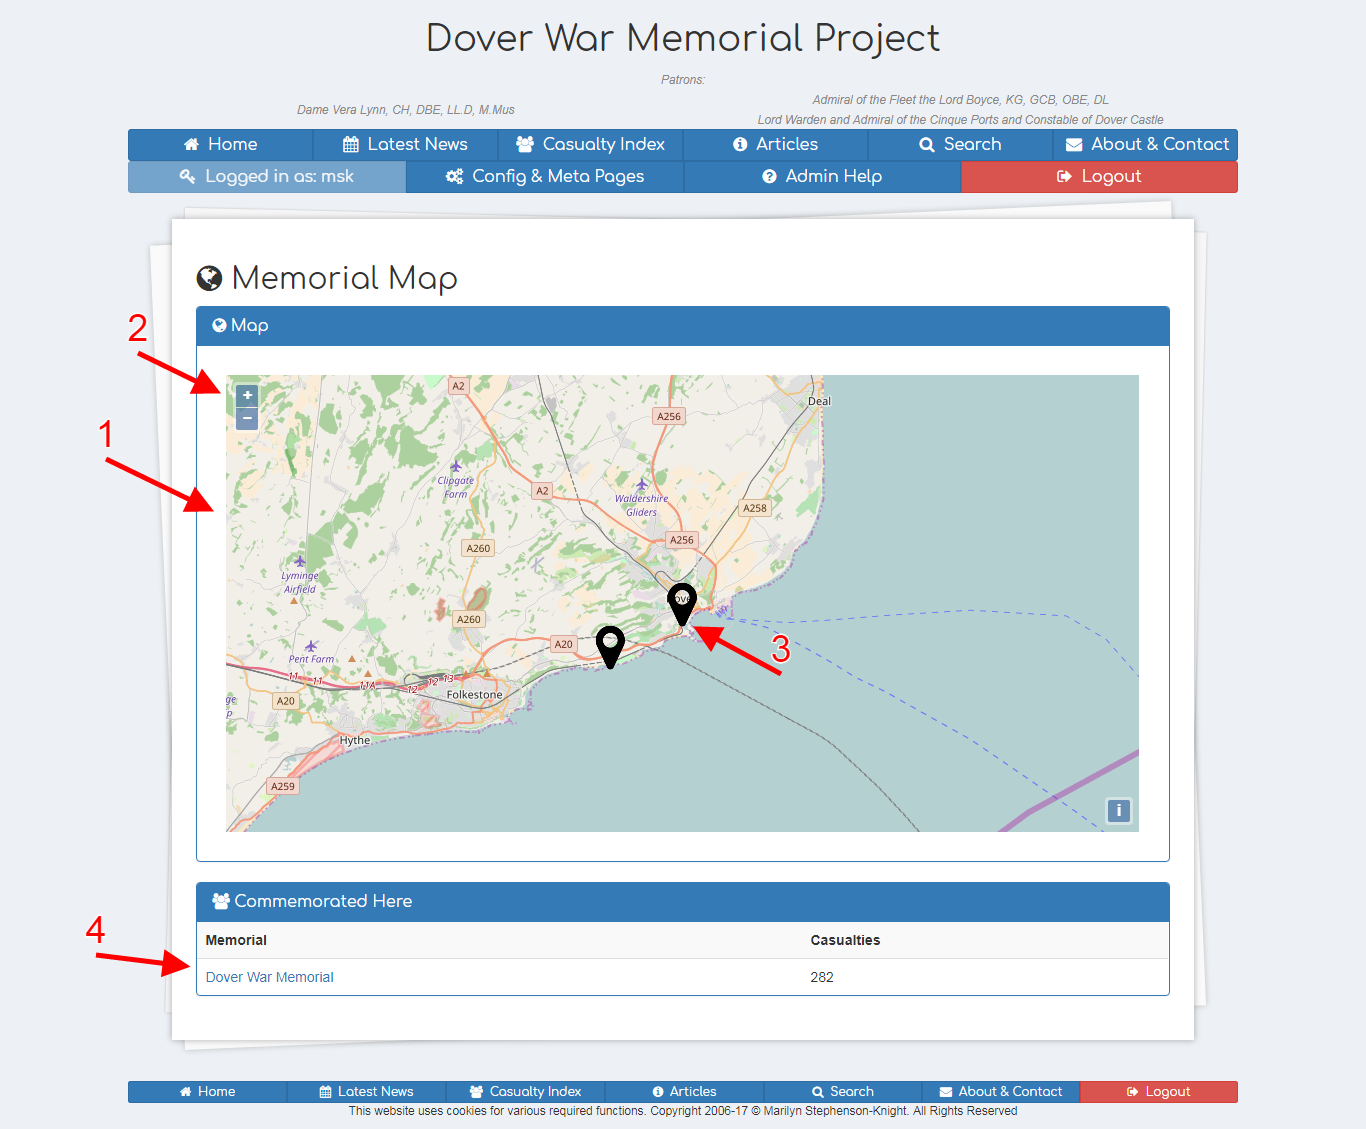 Dover War Memorial Project
Patrons:
Dame Vera Lynn, CH, DBE, LL.D, M.Mus
Admiral of the Fleet the Lord Boyce, KG, GCB, OBE, DL
Lord Warden and Admiral of the Cinque Ports and Constable of Dover Castle
Home Latest News Casualty Index Articles Search About & Contact
Logged in as: msk Config & Meta Pages Admin Help Logout
Memorial Map
Map
2
1
+
−
A2
Deal
A256
Clipgate
Farm
A2
Waldershire
Gliders
A258
A256
A260
Lyminge
Airfield
A260
3
A20
Pent Farm
11 11 11A 12 12 13
Folkestone
A20
Hythe
A259
i
Commemorated Here
4
Memorial Casualties
Dover War Memorial 282
Home Latest News Casualty Index Articles Search About & Contact Logout
This website uses cookies for various required functions. Copyright 2006-17 © Marilyn Stephenson-Knight. All Rights Reserved